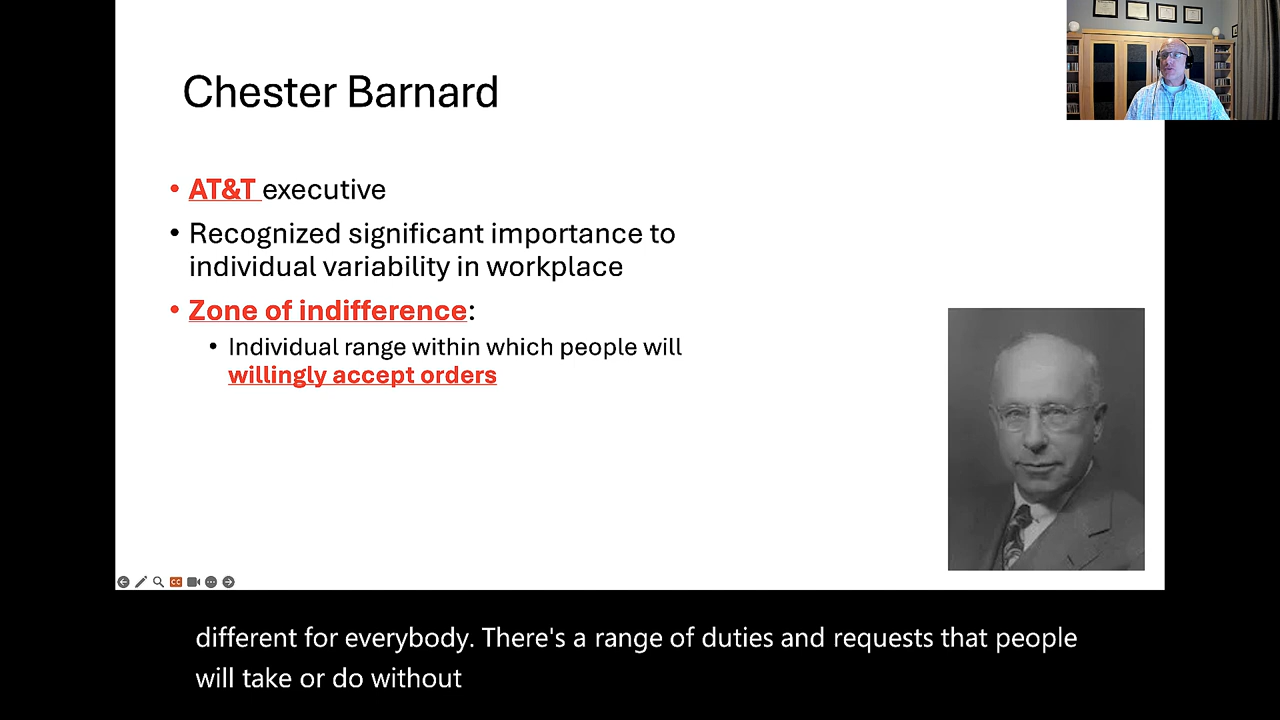 Chester Barnard
• AT&T executive
• Recognized significant importance to
individual variability in workplace
• Zone of indifference:
• Individual range within which people will
willingly accept orders
CC
different for everybody. There's a range of duties and requests that people
will take or do without